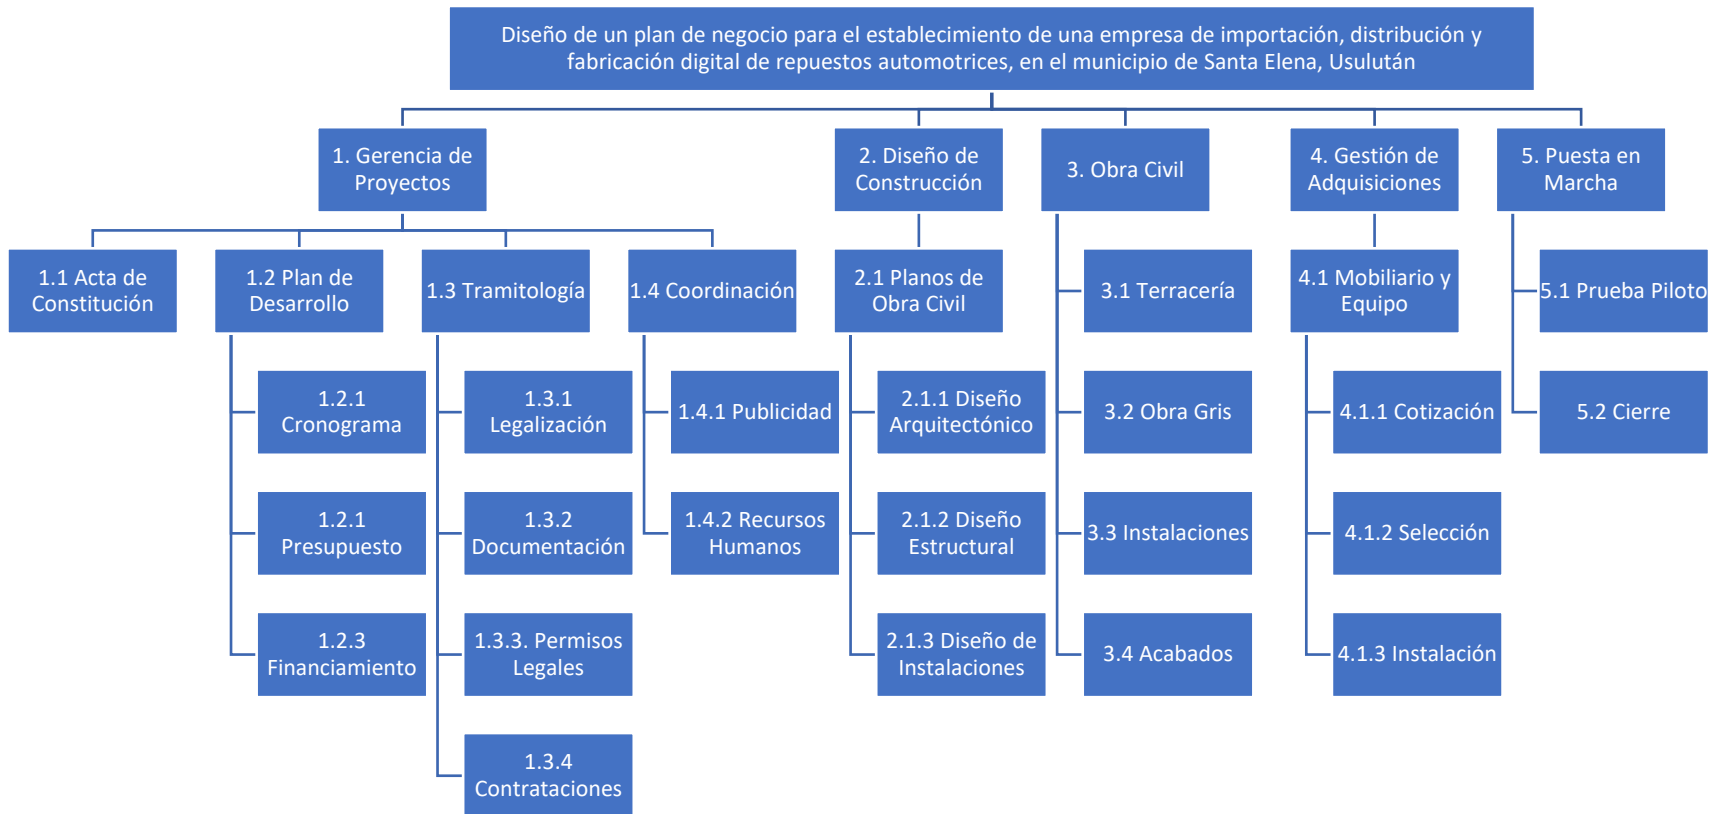 Diseño de un plan de negocio para el establecimiento de una empresa de importación, distribución y
fabricación digital de repuestos automotrices, en el municipio de Santa Elena, Usulután
1. Gerencia de
Proyectos
2. Diseño de
Construcción
3. Obra Civil
4. Gestión de
Adquisiciones
5. Puesta en
Marcha
1.1 Acta de
Constitución
1.2 Plan de
Desarrollo
1.3 Tramitología
1.4 Coordinación
2.1 Planos de
Obra Civil
3.1 Terracería
4.1 Mobiliario y
Equipo
5.1 Prueba Piloto
1.2.1
Cronograma
1.3.1
Legalización
1.4.1 Publicidad
2.1.1 Diseño
Arquitectónico
3.2 Obra Gris
4.1.1 Cotización
5.2 Cierre
1.2.1
Presupuesto
1.3.2
Documentación
1.4.2 Recursos
Humanos
2.1.2 Diseño
Estructural
3.3 Instalaciones
4.1.2 Selección
1.2.3
Financiamiento
1.3.3. Permisos
Legales
2.1.3 Diseño de
Instalaciones
3.4 Acabados
4.1.3 Instalación
1.3.4
Contrataciones